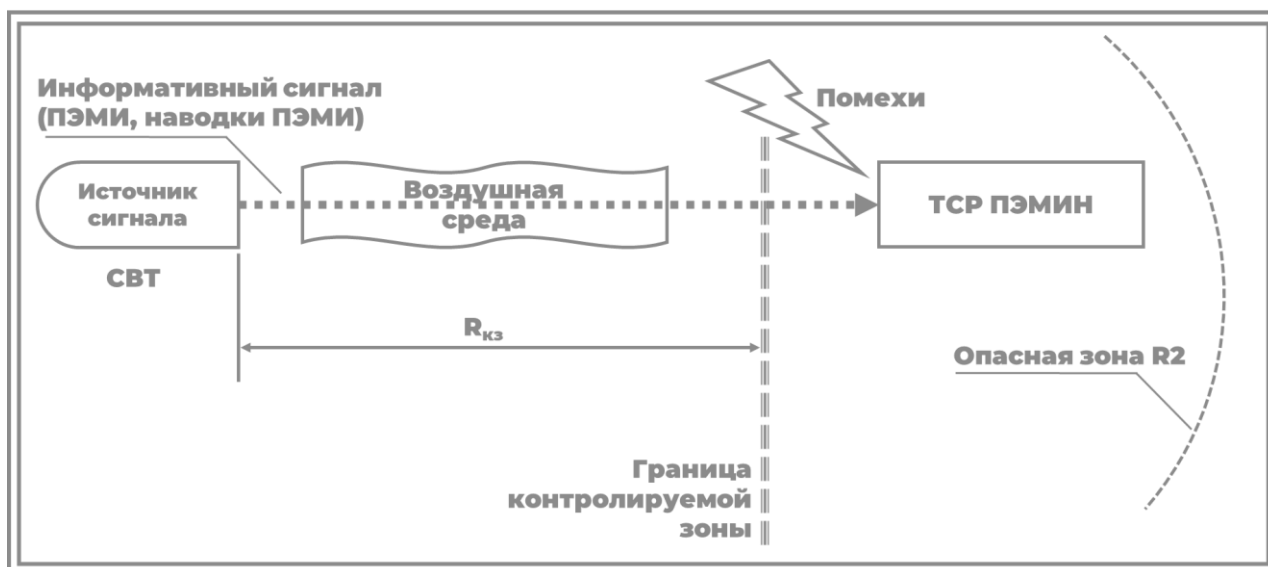 Информативный сигнал
(ПЭМИ, наводки ПЭМИ)
Помехи
Источник
сигнала
Воздушная
среда
ТСР ПЭМИН
СВТ
Rкз
Опасная зона R2
Граница
контролируемой
зоны